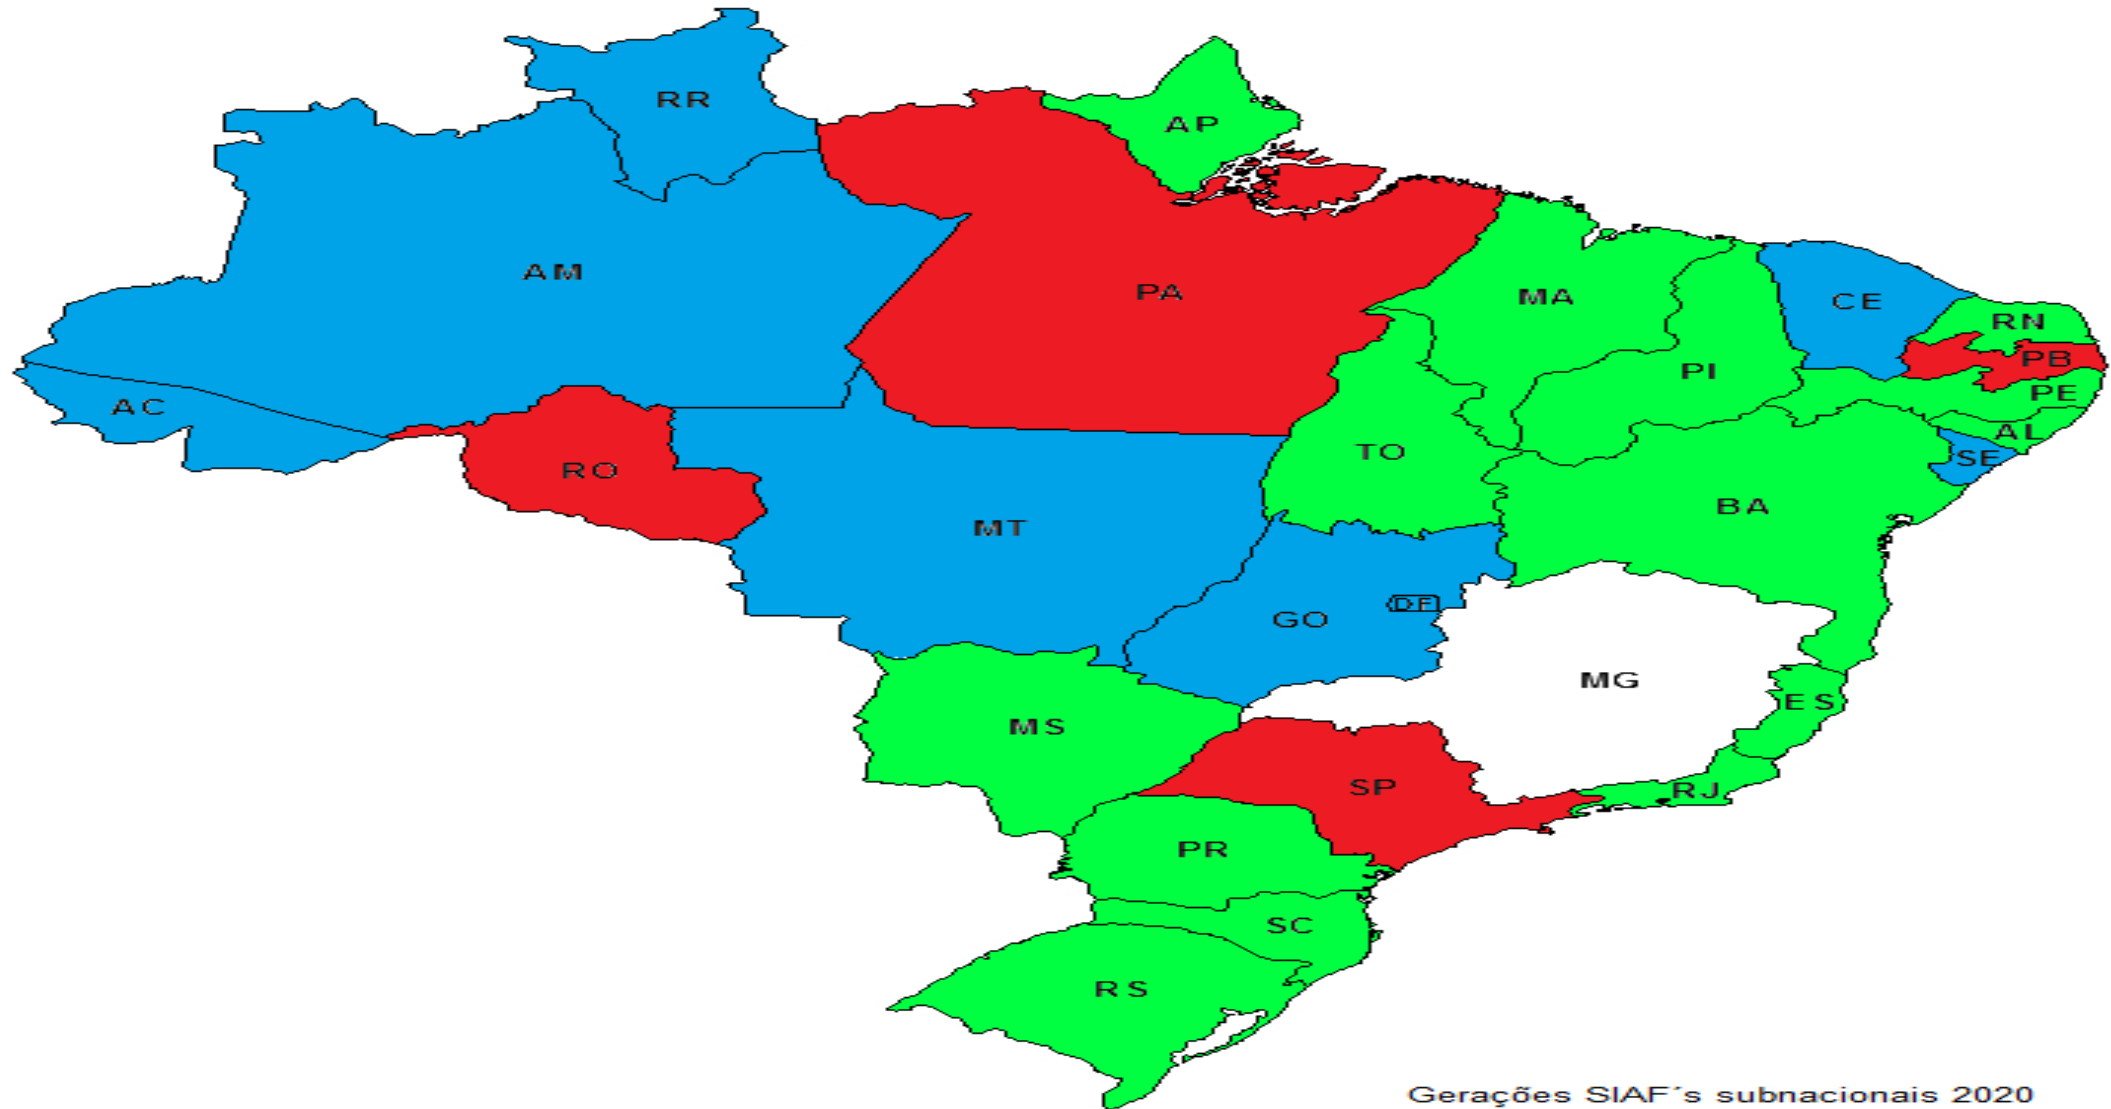 RR
AP
AM
PA
MA
CE
RN
PB
PI
PE
AC
AL
TO
SE
RO
BA
MT
DF
GO
MG
ES
MS
SP
RJ
PR
SC
RS
Gerações SIAF´s subnacionais 2020